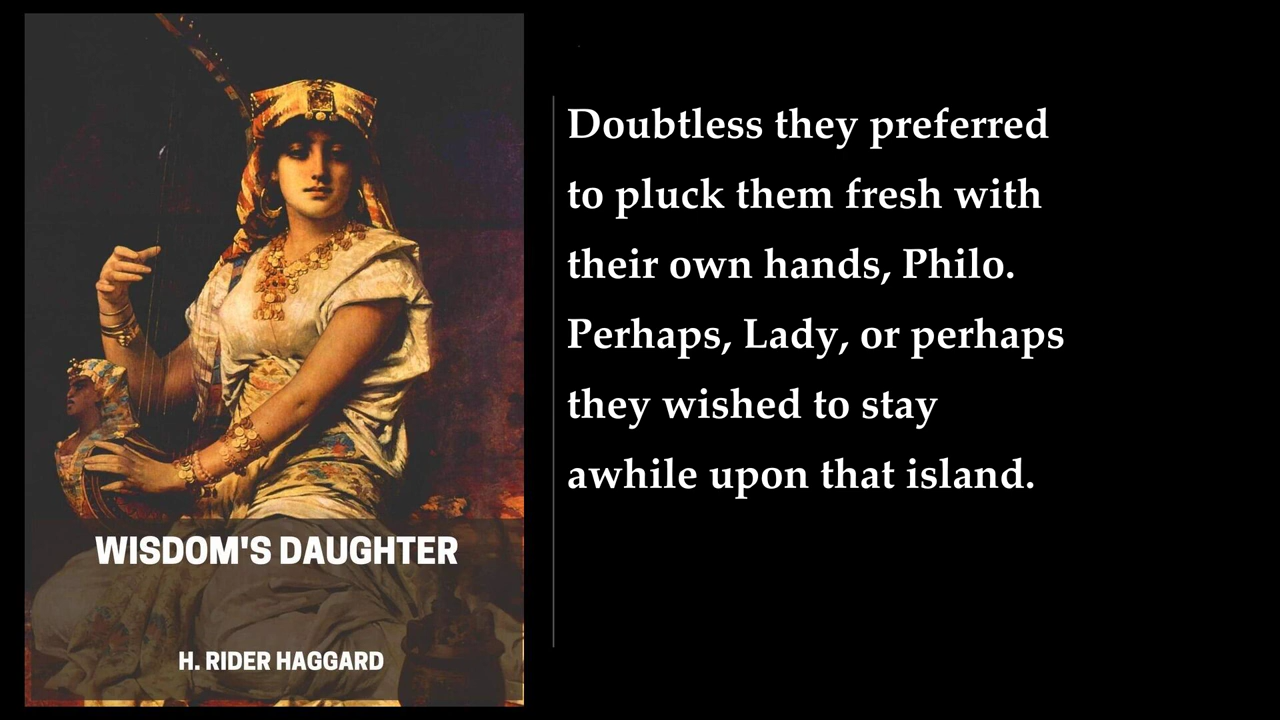 WISDOM'S DAUGHTER
H. RIDER HAGGARD
Doubtless they preferred
to pluck them fresh with
their own hands, Philo.
Perhaps, Lady, or perhaps
they wished to stay
awhile upon that island.